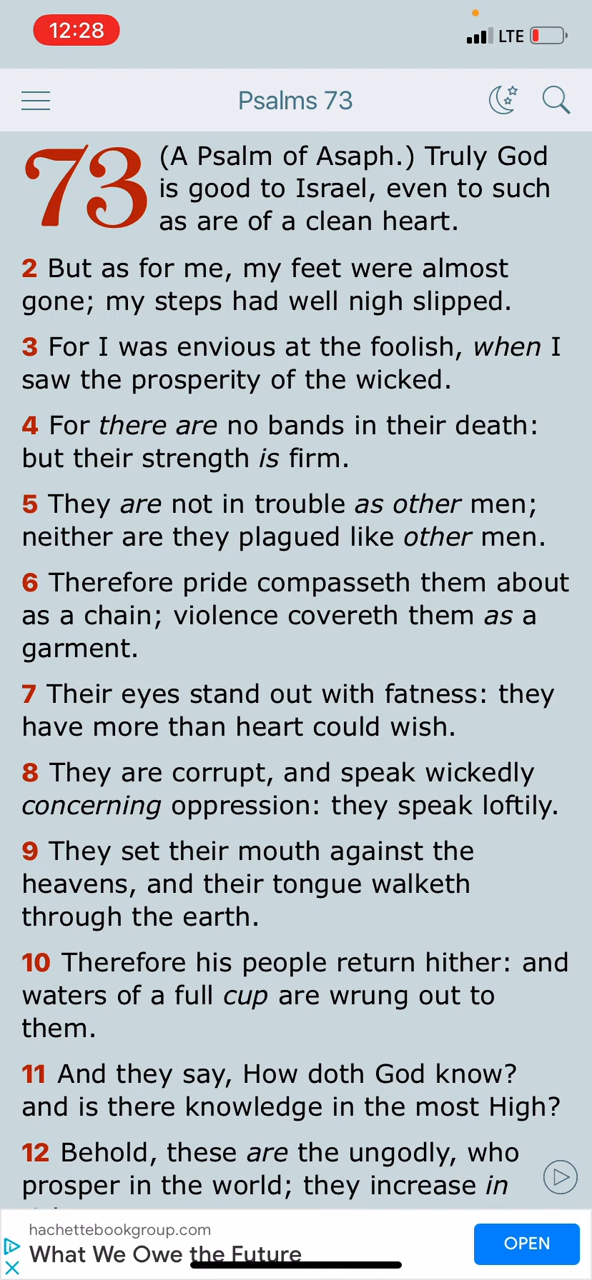 12:28
LTE
Psalms 73
73 (A Psalm of Asaph.) Truly God
is good to Israel, even to such
as are of a clean heart.
2 But as for me, my feet were almost
gone; my steps had well nigh slipped.
3 For I was envious at the foolish, when I
saw the prosperity of the wicked.
4 For there are no bands in their death:
but their strength is firm.
5 They are not in trouble as other men;
neither are they plagued like other men.
6 Therefore pride compasseth them about
as a chain; violence covereth them as a
garment.
7 Their eyes stand out with fatness: they
have more than heart could wish.
8 They are corrupt, and speak wickedly
concerning oppression: they speak loftily.
9 They set their mouth against the
heavens, and their tongue walketh
through the earth.
10 Therefore his people return hither: and
waters of a full cup are wrung out to
them.
11 And they say, How doth God know?
and is there knowledge in the most High?
12 Behold, these are the ungodly, who
prosper in the world; they increase in
hachettebookgroup.com
What We Owe the Future
OPEN